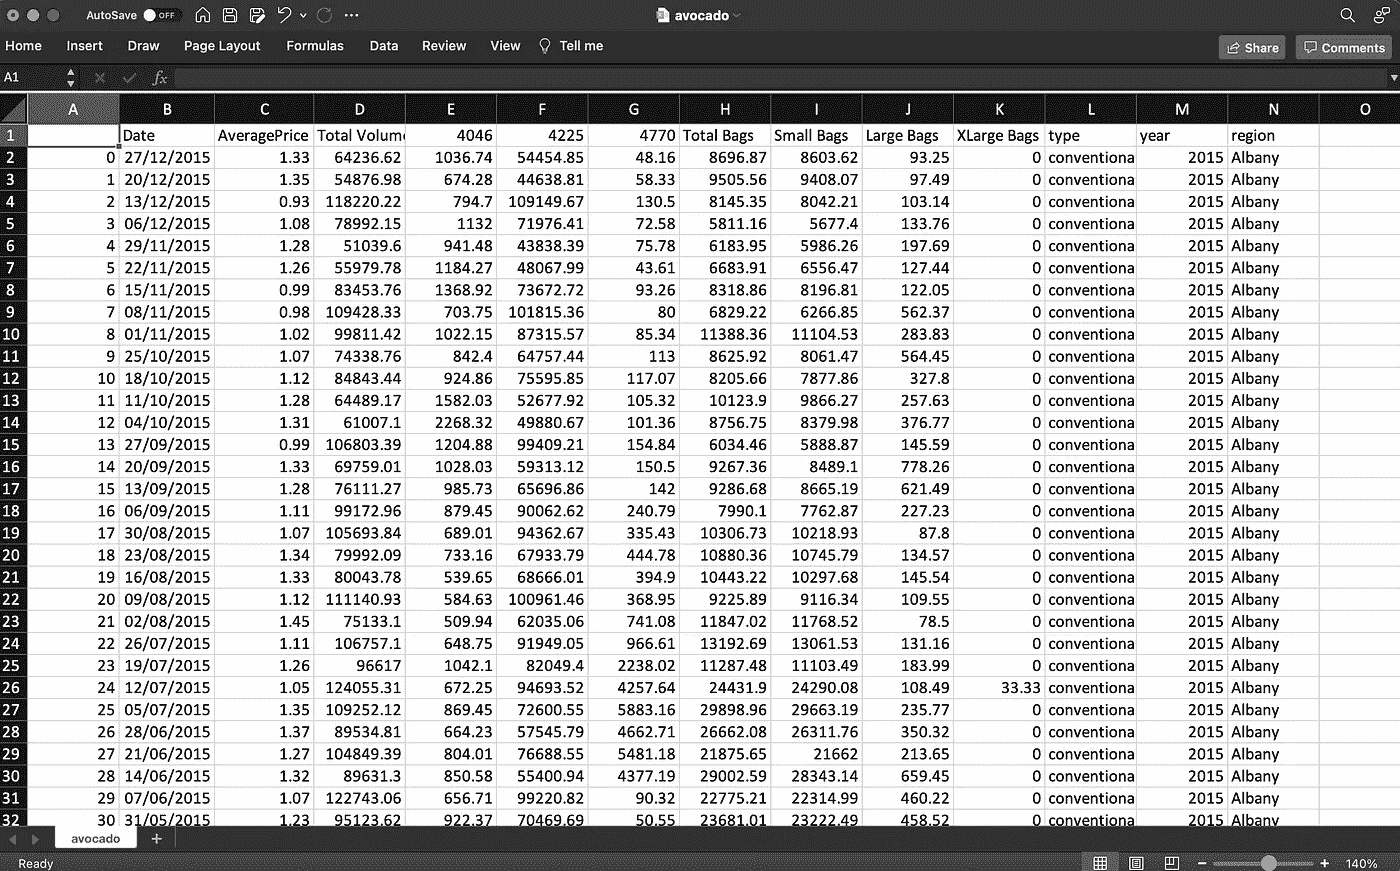 AutoSave OFF avocado
Home Insert Draw Page Layout Formulas Data Review View Tell me Share Comments
A1 fx
A B C D E F G H I J K L M N O
1 Date AveragePrice Total Volum 4046 4225 4770 Total Bags Small Bags Large Bags XLarge Bags type year region
2 0 27/12/2015 1.33 64236.62 1036.74 54454.85 48.16 8696.87 8603.62 93.25 0 conventiona 2015 Albany
3 1 20/12/2015 1.35 54876.98 674.28 44638.81 58.33 9505.56 9408.07 97.49 0 conventiona 2015 Albany
4 2 13/12/2015 0.93 118220.22 794.7 109149.67 130.5 8145.35 8042.21 103.14 0 conventiona 2015 Albany
5 3 06/12/2015 1.08 78992.15 1132 71976.41 72.58 5811.16 5677.4 133.76 0 conventiona 2015 Albany
6 4 29/11/2015 1.28 51039.6 941.48 43838.39 75.78 6183.95 5986.26 197.69 0 conventiona 2015 Albany
7 5 22/11/2015 1.26 55979.78 1184.27 48067.99 43.61 6683.91 6556.47 127.44 0 conventiona 2015 Albany
8 6 15/11/2015 0.99 83453.76 1368.92 73672.72 93.26 8318.86 8196.81 122.05 0 conventiona 2015 Albany
9 7 08/11/2015 0.98 109428.33 703.75 101815.36 80 6829.22 6266.85 562.37 0 conventiona 2015 Albany
10 8 01/11/2015 1.02 99811.42 1022.15 87315.57 85.34 11388.36 11104.53 283.83 0 conventiona 2015 Albany
11 9 25/10/2015 1.07 74338.76 842.4 64757.44 113 8625.92 8061.47 564.45 0 conventiona 2015 Albany
12 10 18/10/2015 1.12 84843.44 924.86 75595.85 117.07 8205.66 7877.86 327.8 0 conventiona 2015 Albany
13 11 11/10/2015 1.28 64489.17 1582.03 52677.92 105.32 10123.9 9866.27 257.63 0 conventiona 2015 Albany
14 12 04/10/2015 1.31 61007.1 2268.32 49880.67 101.36 8756.75 8379.98 376.77 0 conventiona 2015 Albany
15 13 27/09/2015 0.99 106803.39 1204.88 99409.21 154.84 6034.46 5888.87 145.59 0 conventiona 2015 Albany
16 14 20/09/2015 1.33 69759.01 1028.03 59313.12 150.5 9267.36 8489.1 778.26 0 conventiona 2015 Albany
17 15 13/09/2015 1.28 76111.27 985.73 65696.86 142 9286.68 8665.19 621.49 0 conventiona 2015 Albany
18 16 06/09/2015 1.11 99172.96 879.45 90062.62 240.79 7990.1 7762.87 227.23 0 conventiona 2015 Albany
19 17 30/08/2015 1.07 105693.84 689.01 94362.67 335.43 10306.73 10218.93 87.8 0 conventiona 2015 Albany
20 18 23/08/2015 1.34 79992.09 733.16 67933.79 444.78 10880.36 10745.79 134.57 0 conventiona 2015 Albany
21 19 16/08/2015 1.33 80043.78 539.65 68666.01 394.9 10443.22 10297.68 145.54 0 conventiona 2015 Albany
22 20 09/08/2015 1.12 111140.93 584.63 100961.46 368.95 9225.89 9116.34 109.55 0 conventiona 2015 Albany
23 21 02/08/2015 1.45 75133.1 509.94 62035.06 741.08 11847.02 11768.52 78.5 0 conventiona 2015 Albany
24 22 26/07/2015 1.11 106757.1 648.75 91949.05 966.61 13192.69 13061.53 131.16 0 conventiona 2015 Albany
25 23 19/07/2015 1.26 96617 1042.1 82049.4 2238.02 11287.48 11103.49 183.99 0 conventiona 2015 Albany
26 24 12/07/2015 1.05 124055.31 672.25 94693.52 4257.64 24431.9 24290.08 108.49 33.33 conventiona 2015 Albany
27 25 05/07/2015 1.35 109252.12 869.45 72600.55 5883.16 29898.96 29663.19 235.77 0 conventiona 2015 Albany
28 26 28/06/2015 1.37 89534.81 664.23 57545.79 4662.71 26662.08 26311.76 350.32 0 conventiona 2015 Albany
29 27 21/06/2015 1.27 104849.39 804.01 76688.55 5481.18 21875.65 21662 213.65 0 conventiona 2015 Albany
30 28 14/06/2015 1.32 89631.3 850.58 55400.94 4377.19 29002.59 28343.14 659.45 0 conventiona 2015 Albany
31 29 07/06/2015 1.07 122743.06 656.71 99220.82 90.32 22775.21 22314.99 460.22 0 conventiona 2015 Albany
32 30 31/05/2015 1.23 95123.62 922.37 70469.69 50.55 23681.01 23222.49 458.52 0 conventiona 2015 Albany
avocado
Ready 140%